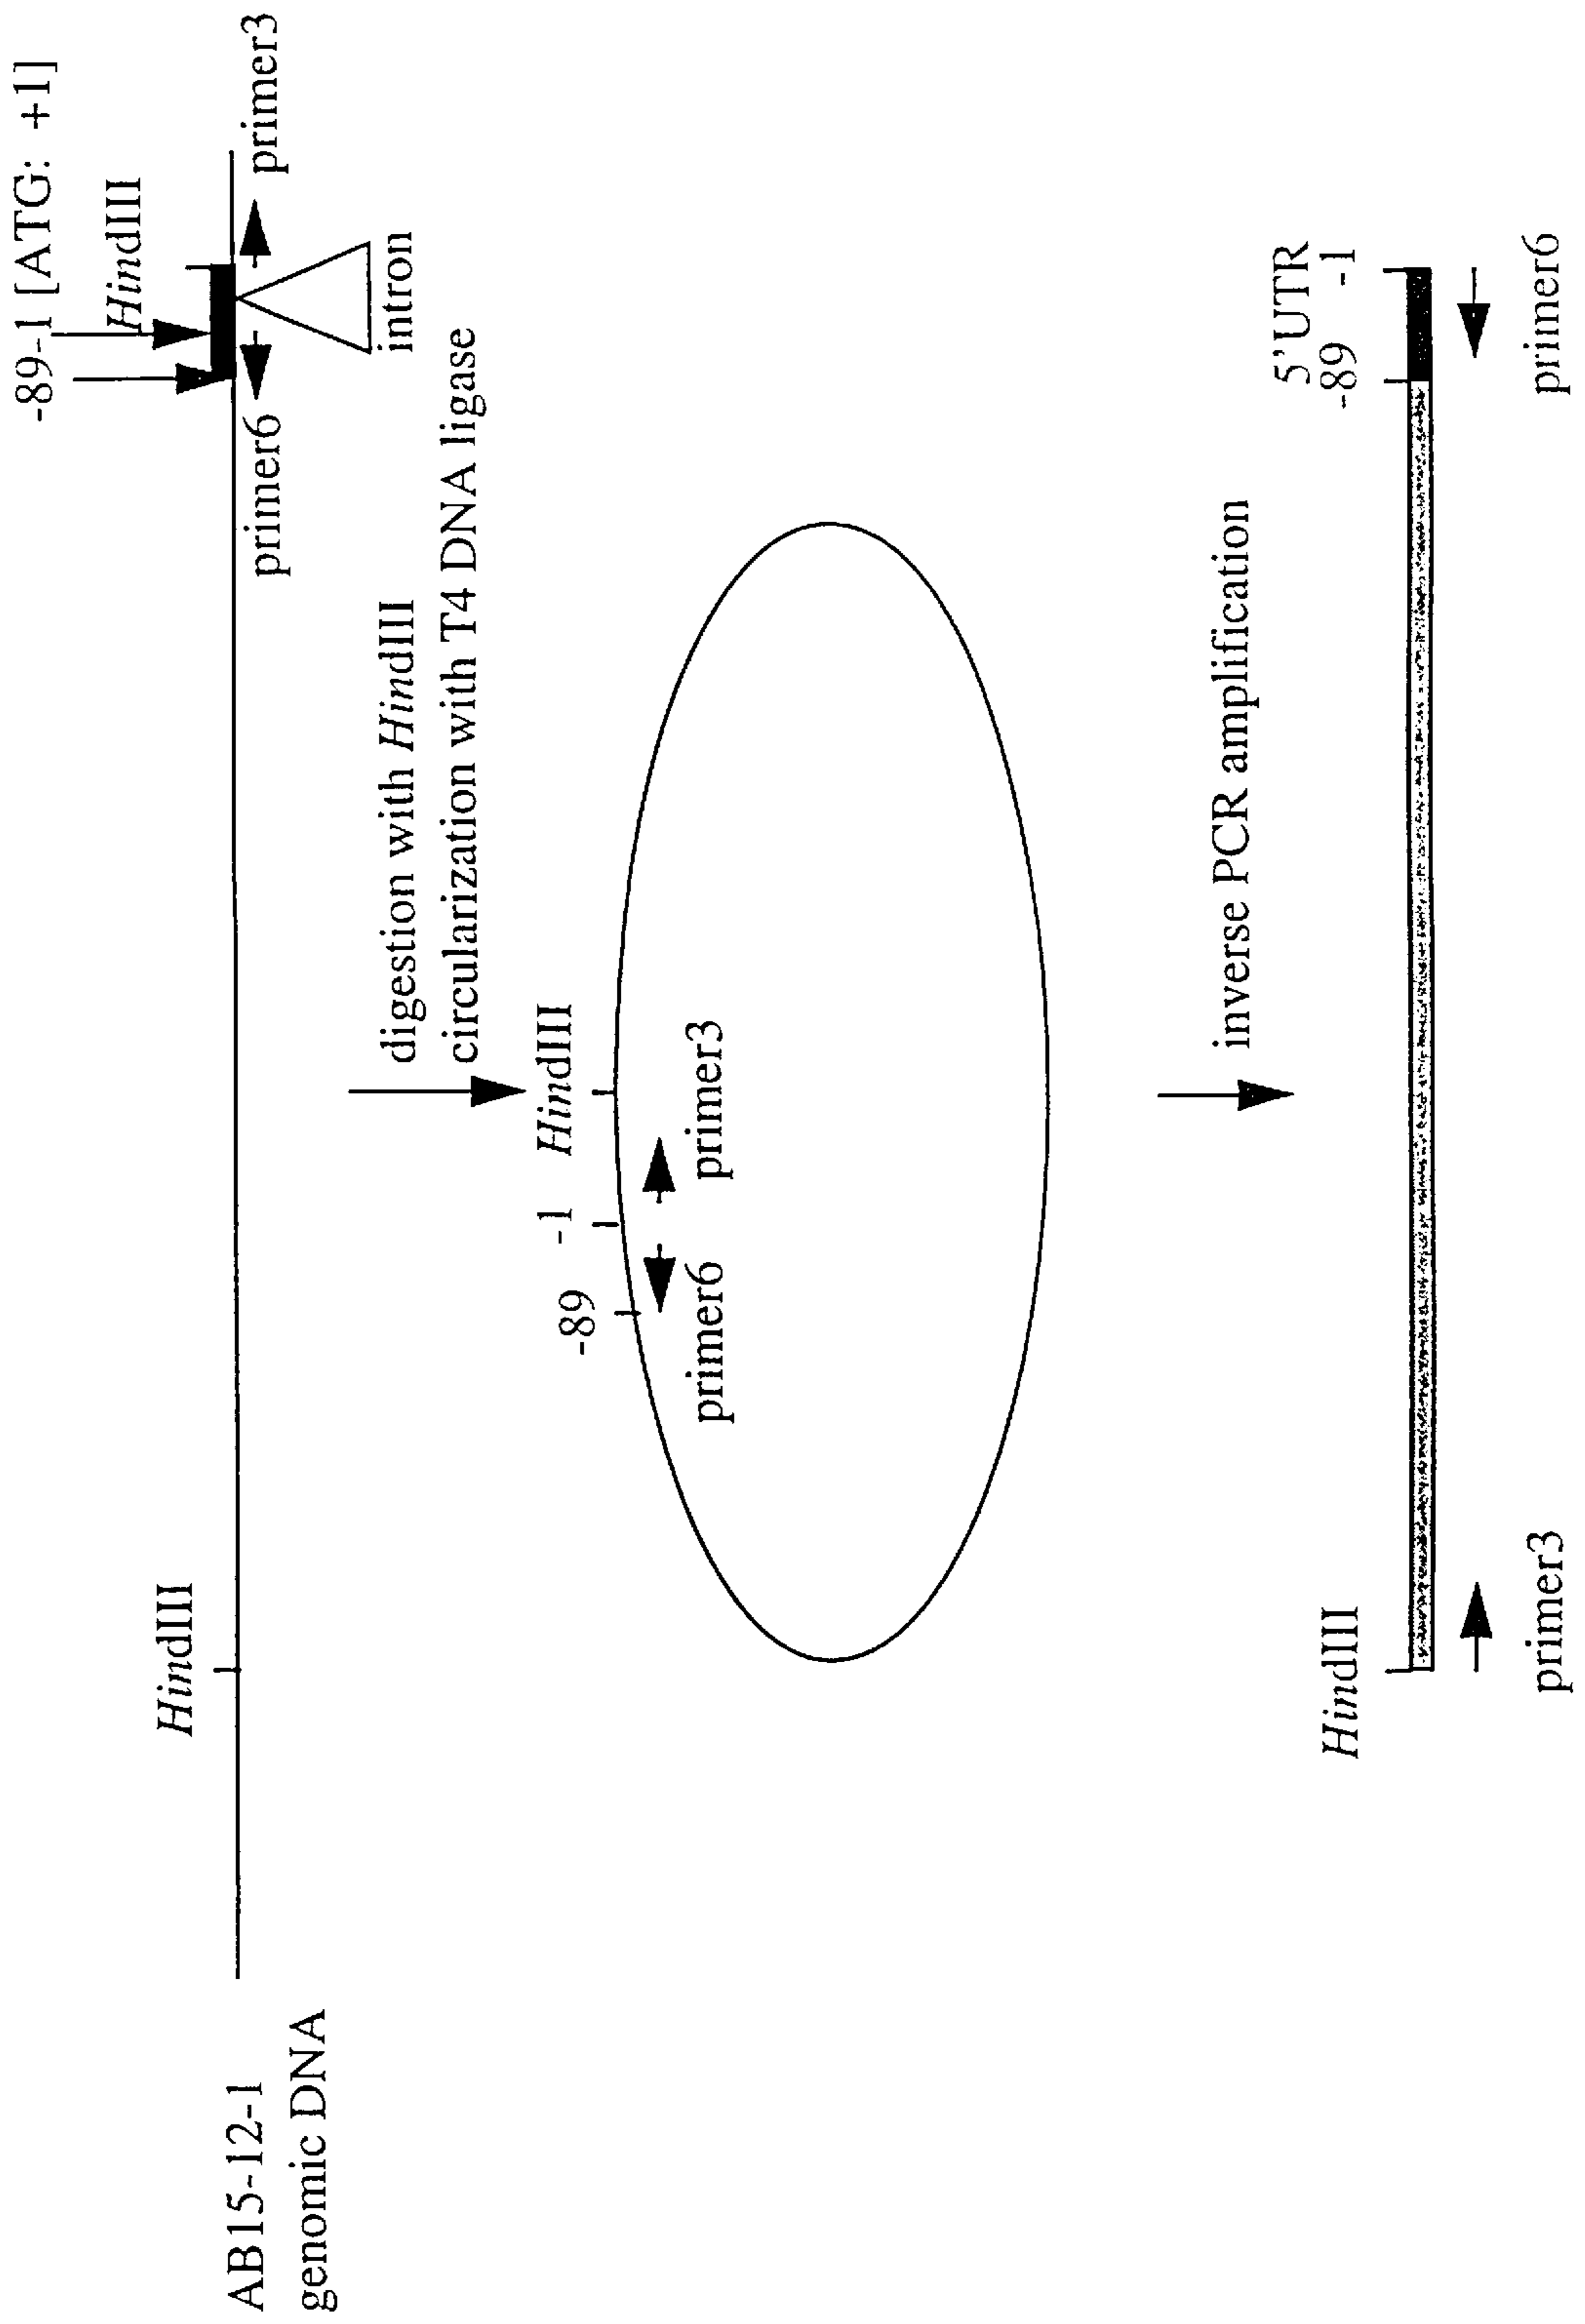 -89-1 [ATG: +1]
HindIII
HindIII
AB15-12-1
genomic DNA
primer6
primer3
intron
digestion with HindIII
circularization with T4 DNA ligase
-89
-1
HindIII
primer6
primer3
inverse PCR amplification
5'UTR
HindIII
-89
-1
primer3
primer6